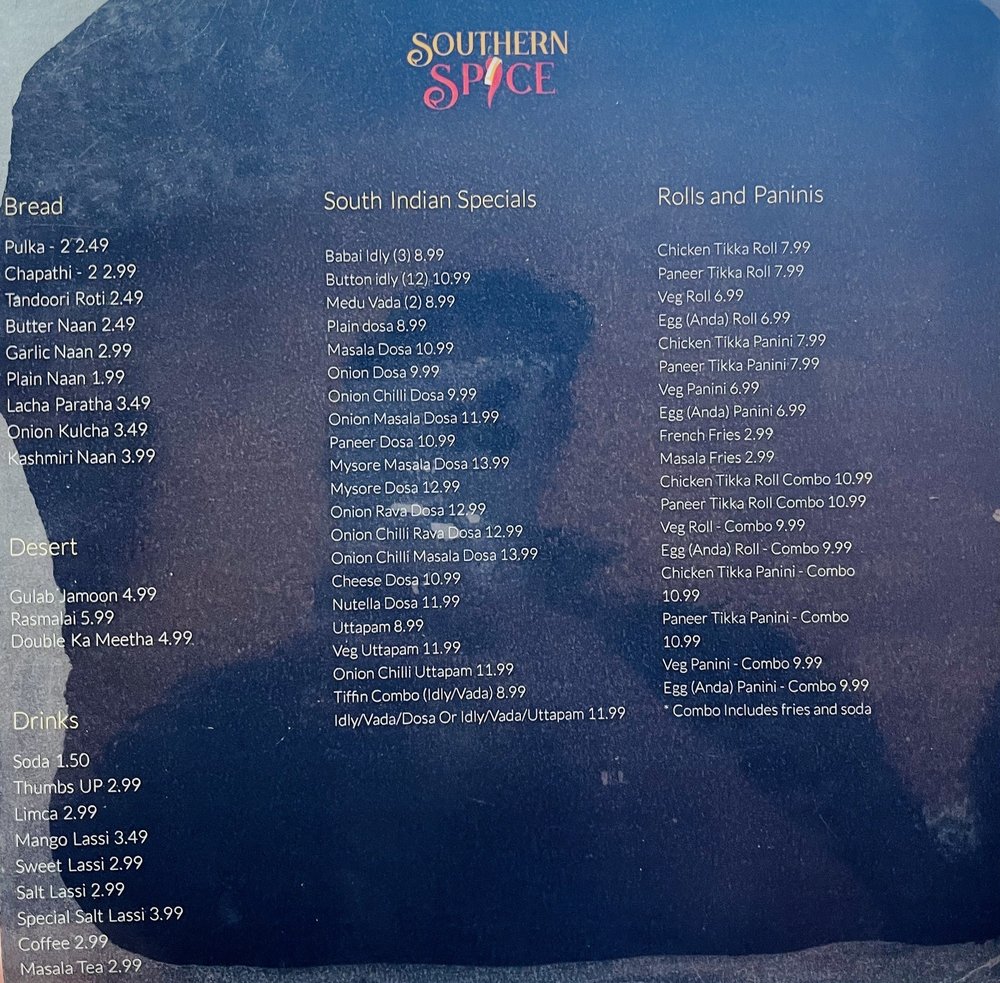 SOUTHERN
SPICE
Bread
Pulka - 2 2.49
Chapathi - 2 2.99
Tandoori Roti 2.49
Butter Naan 2.49
Garlic Naan 2.99
Plain Naan 1.99
Lacha Paratha 3.49
Onion Kulcha 3.49
Kashmiri Naan 3.99
Desert
Gulab Jamoon 4.99
Rasmalai 5.99
Double Ka Meetha 4.99
Drinks
Soda 1.50
Thumbs UP 2.99
Limca 2.99
Mango Lassi 3.49
Sweet Lassi 2.99
Salt Lassi 2.99
Special Salt Lassi 3.99
Coffee 2.99
Masala Tea 2.99
South Indian Specials
Babai Idly (3) 8.99
Button idly (12) 10.99
Medu Vada (2) 8.99
Plain dosa 8.99
Masala Dosa 10.99
Onion Dosa 9.99
Onion Chilli Dosa 9.99
Onion Masala Dosa 11.99
Paneer Dosa 10.99
Mysore Masala Dosa 13.99
Mysore Dosa 12.99
Onion Rava Dosa 12.99
Onion Chilli Rava Dosa 12.99
Onion Chilli Masala Dosa 13.99
Cheese Dosa 10.99
Nutella Dosa 11.99
Uttapam 8.99
Veg Uttapam 11.99
Onion Chilli Uttapam 11.99
Tiffin Combo (Idly/Vada) 8.99
Idly/Vada/Dosa Or Idly/Vada/Uttapam 11.99
Rolls and Paninis
Chicken Tikka Roll 7.99
Paneer Tikka Roll 7.99
Veg Roll 6.99
Egg (Anda) Roll 6.99
Chicken Tikka Panini 7.99
Paneer Tikka Panini 7.99
Veg Panini 6.99
Egg (Anda) Panini 6.99
French Fries 2.99
Masala Fries 2.99
Chicken Tikka Roll Combo 10.99
Paneer Tikka Roll Combo 10.99
Veg Roll - Combo 9.99
Egg (Anda) Roll - Combo 9.99
Chicken Tikka Panini - Combo
10.99
Paneer Tikka Panini - Combo
10.99
Veg Panini - Combo 9.99
Egg (Anda) Panini - Combo 9.99
* Combo Includes fries and soda